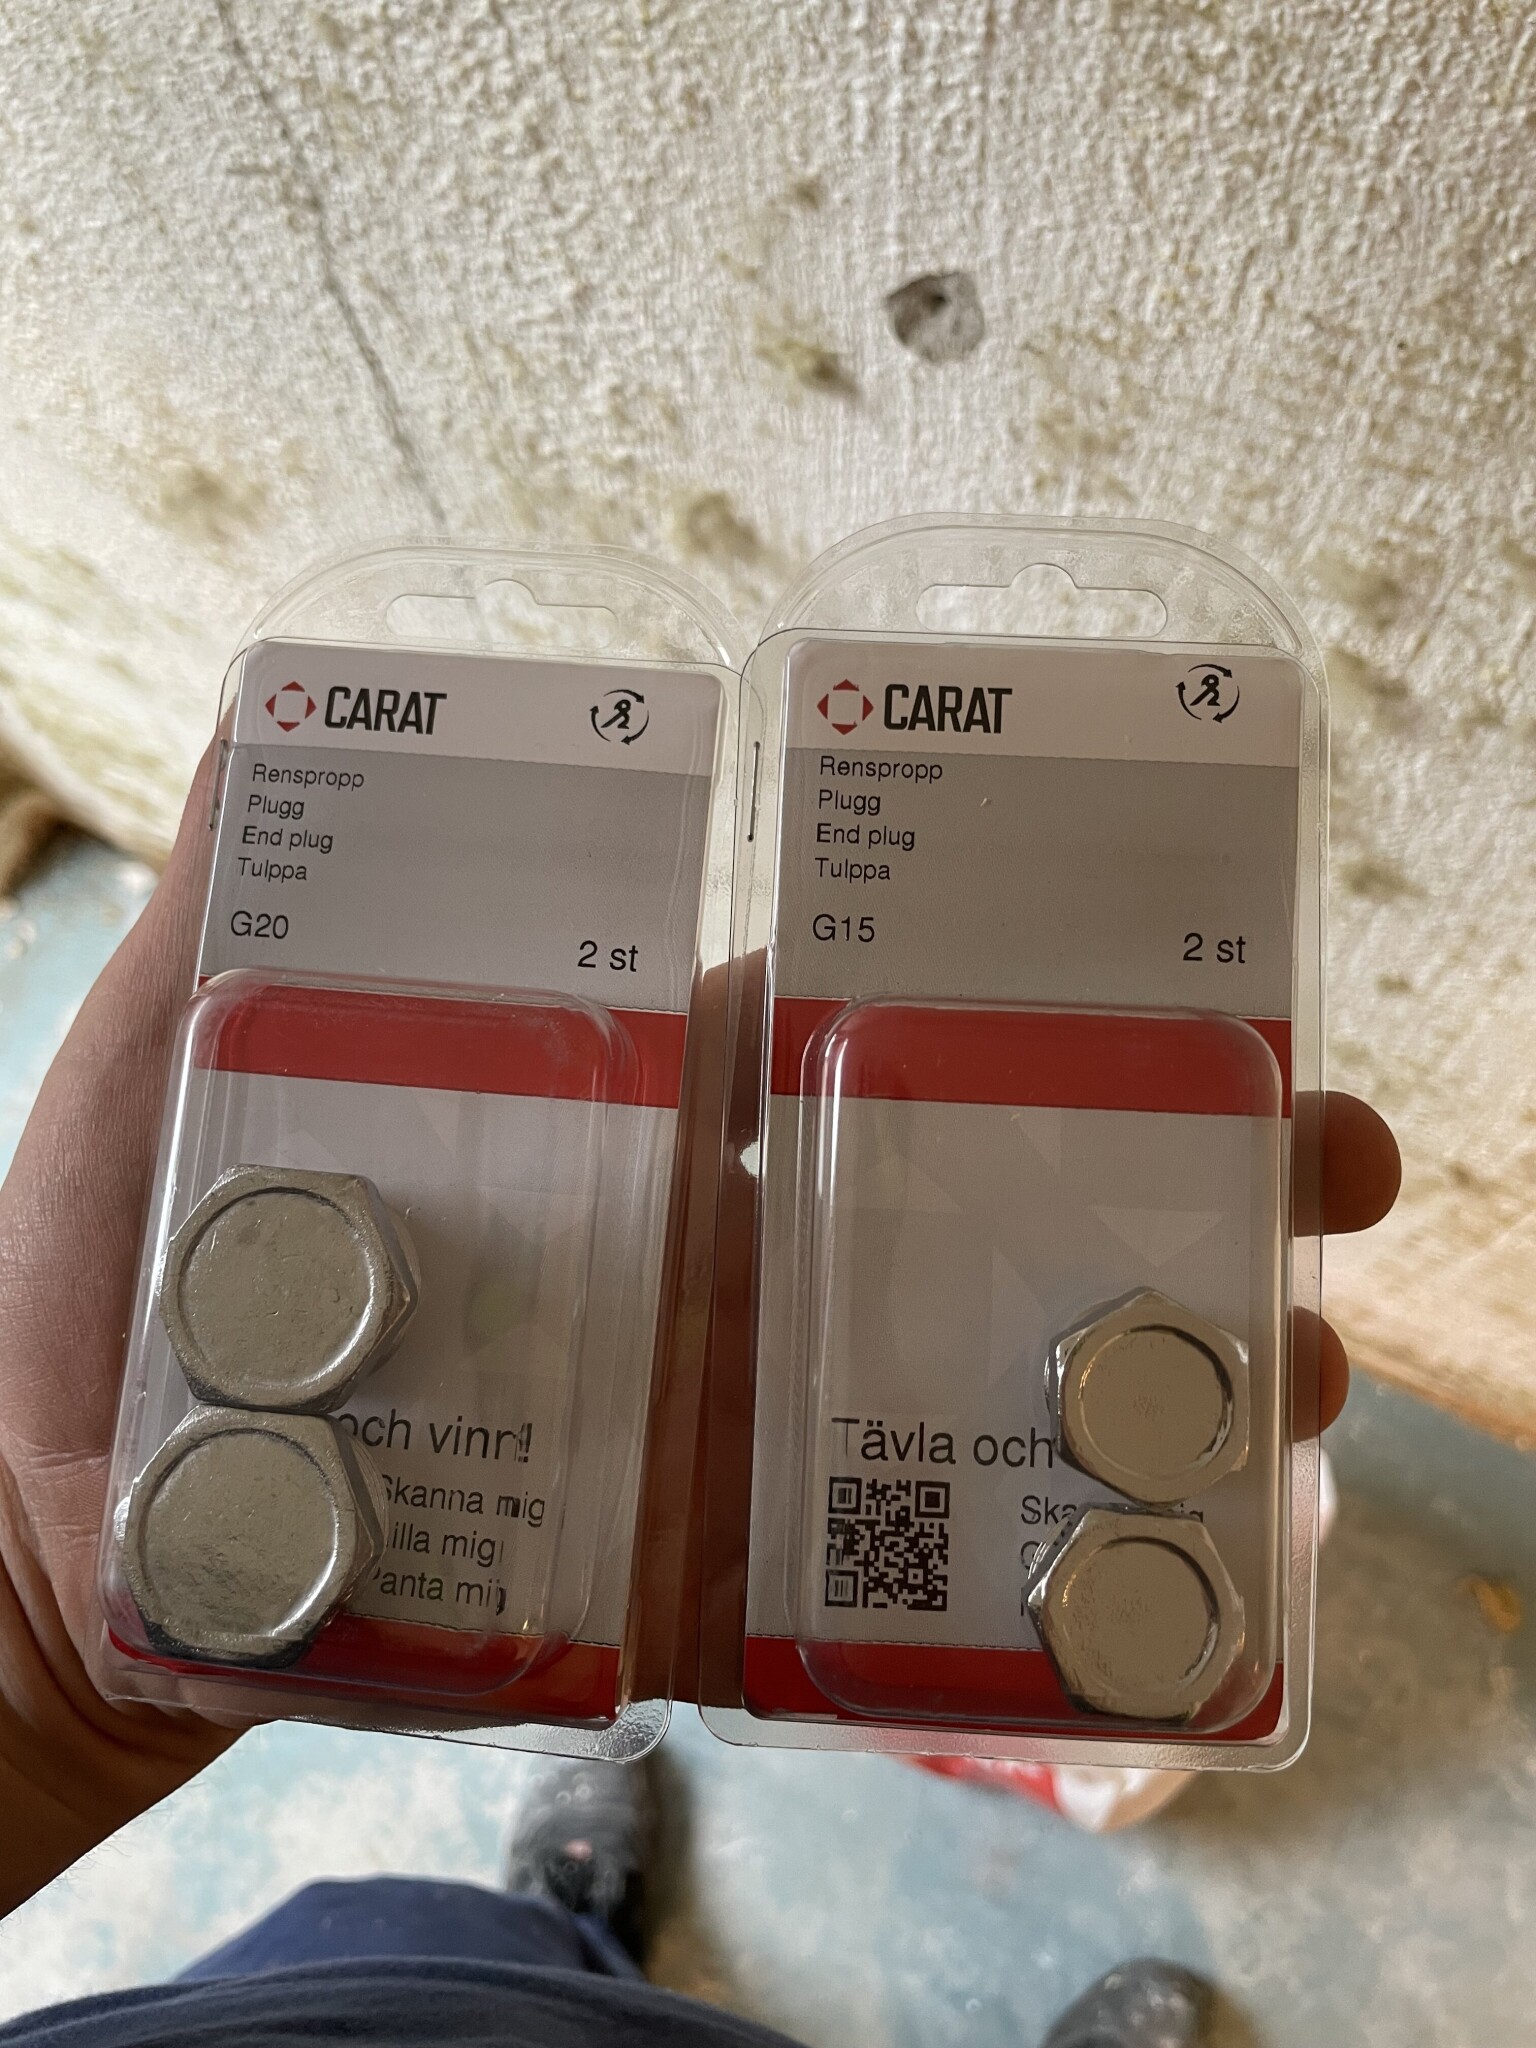 CARAT
Renspropp
Plugg
End plug
Tulppa
G20
2 st
och vinn!
Skanna mig
mig
mig
CARAT
Renspropp
Plugg
End plug
Tulppa
G15
2 st
Tävla och